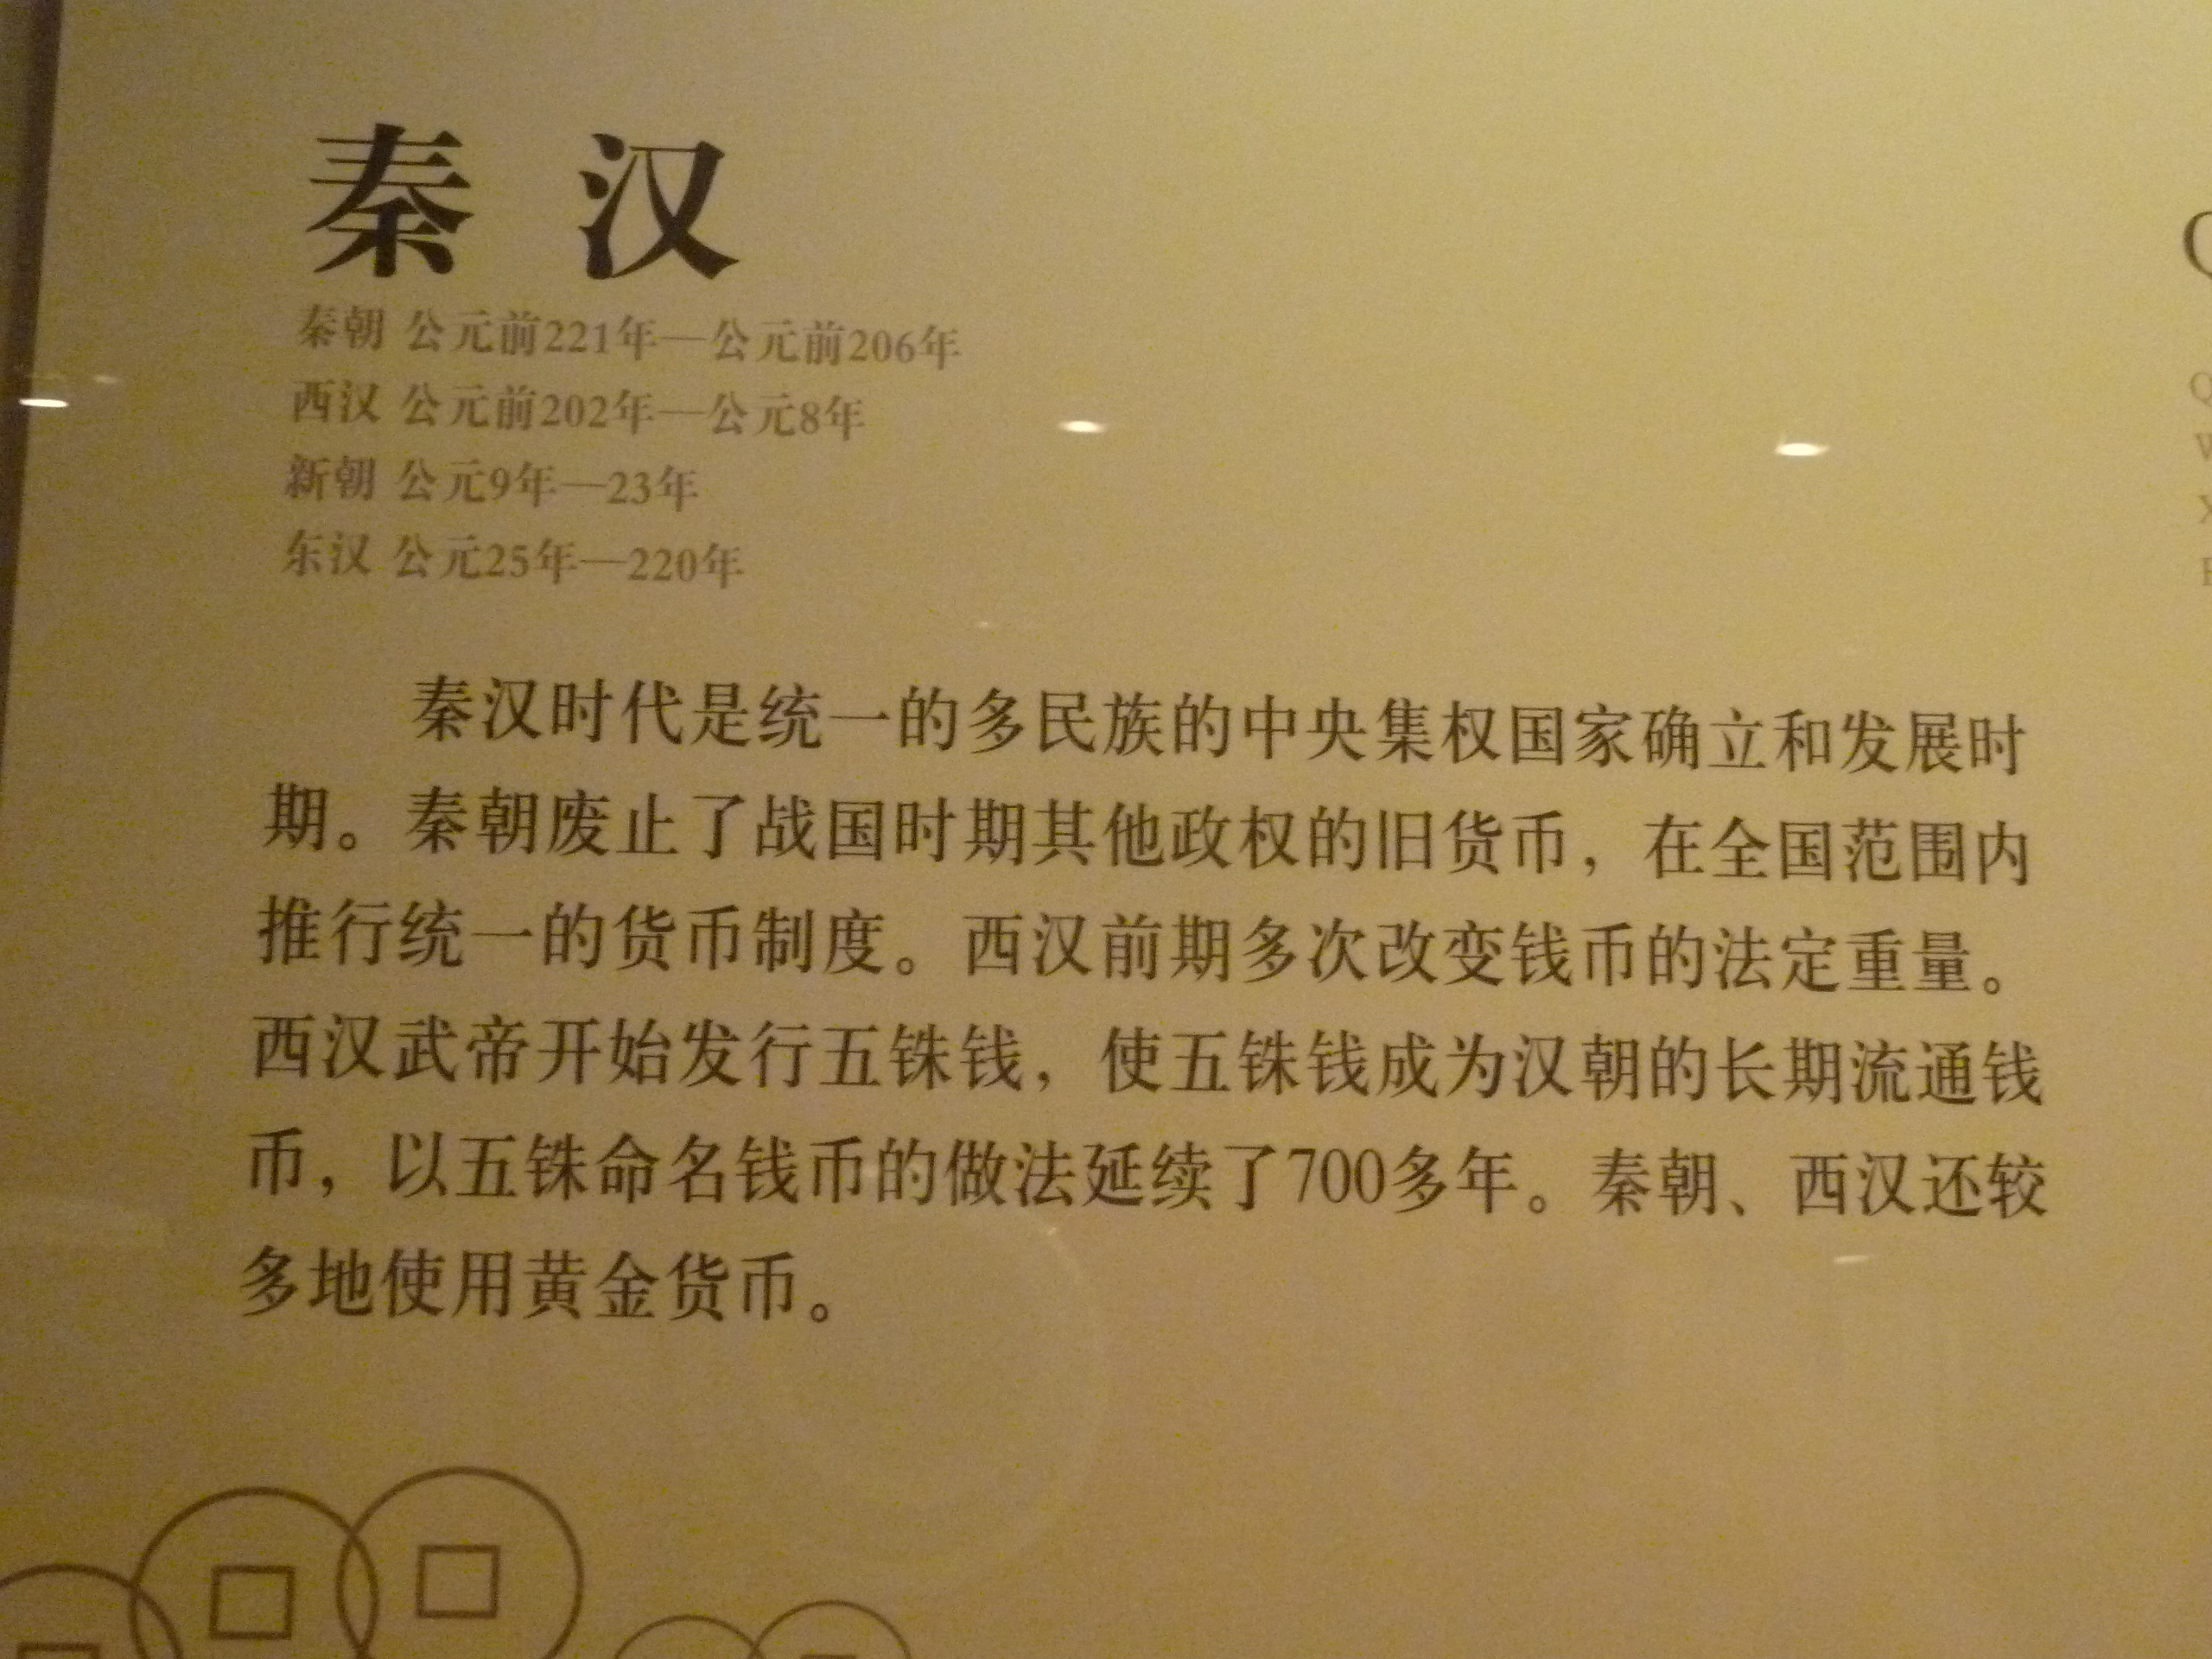 秦 汉
秦朝 公元前221年—公元前206年
西汉 公元前202年—公元8年
新朝 公元9年—23年
东汉 公元25年—220年
秦汉时代是统一的多民族的中央集权国家确立和发展时
期。秦朝废止了战国时期其他政权的旧货币，在全国范围内
推行统一的货币制度。西汉前期多次改变钱币的法定重量。
西汉武帝开始发行五铢钱，使五铢钱成为汉朝的长期流通钱
币，以五铢命名钱币的做法延续了700多年。秦朝、西汉还较
多地使用黄金货币。